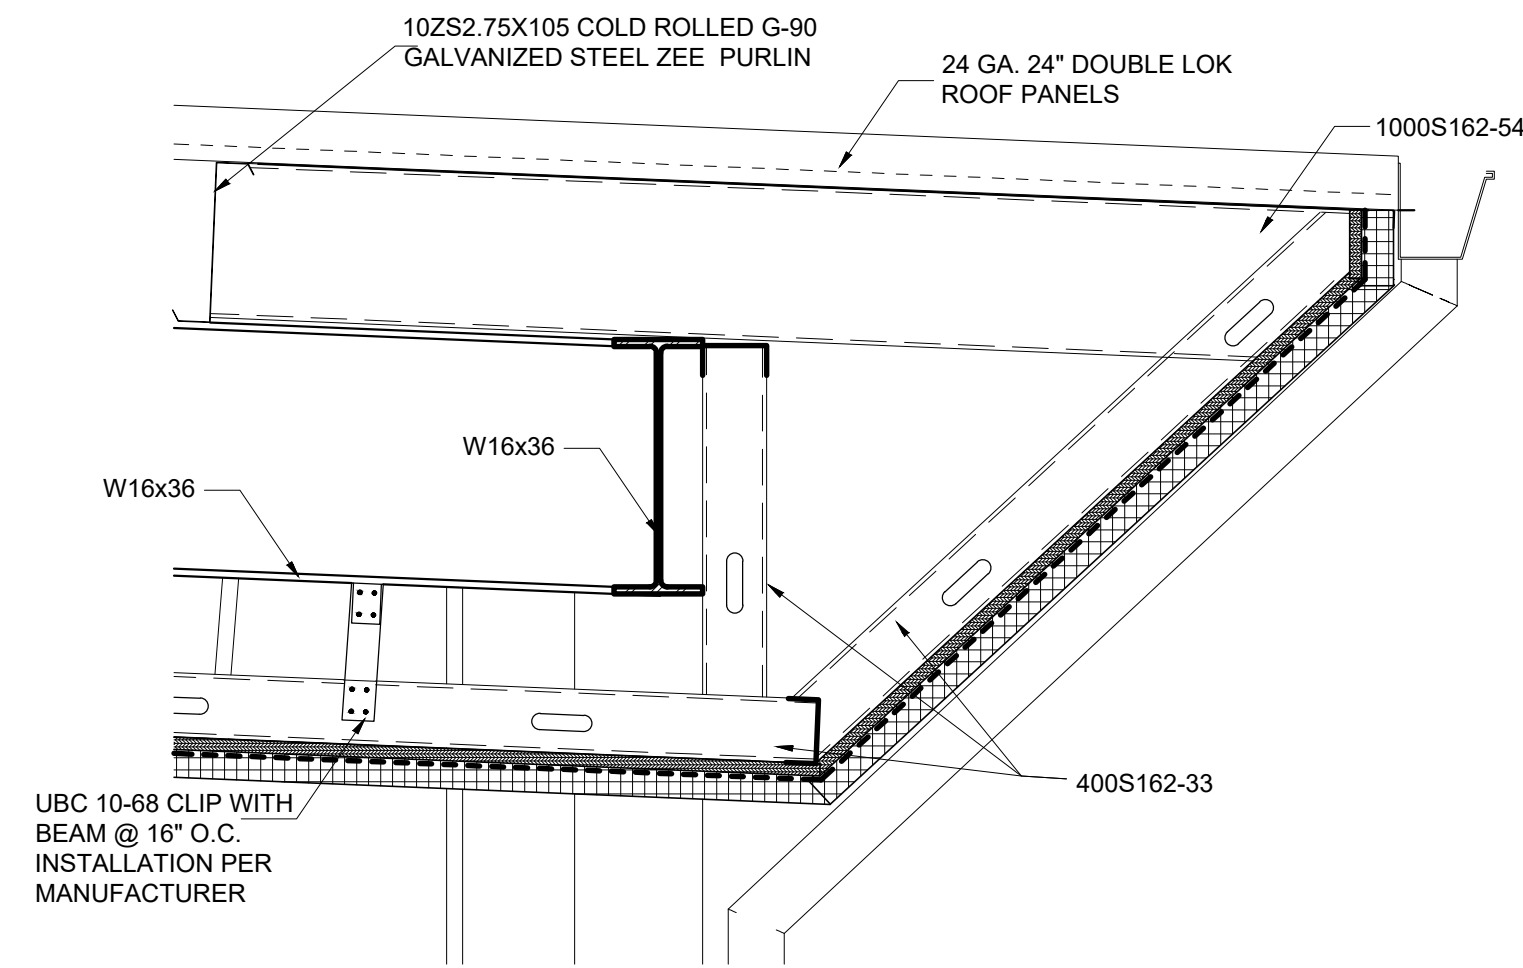 10ZS2.75X105 COLD ROLLED G-90
GALVANIZED STEEL ZEE PURLIN
24 GA. 24" DOUBLE LOK
ROOF PANELS
1000S162-54
W16x36
W16x36
400S162-33
UBC 10-68 CLIP WITH
BEAM @ 16" O.C.
INSTALLATION PER
MANUFACTURER